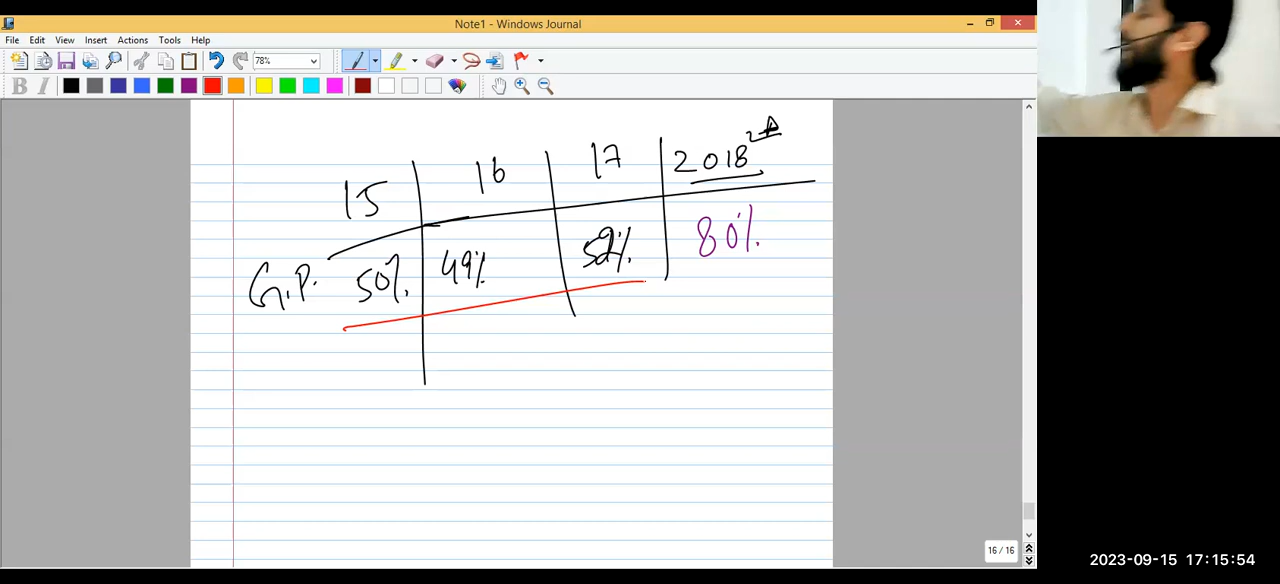 Note1 - Windows Journal
File Edit View Insert Actions Tools Help
78%
B I
15 16 17 2018
G.P. 50% 49% 52% 80%
16 / 16
2023-09-15 17:15:54